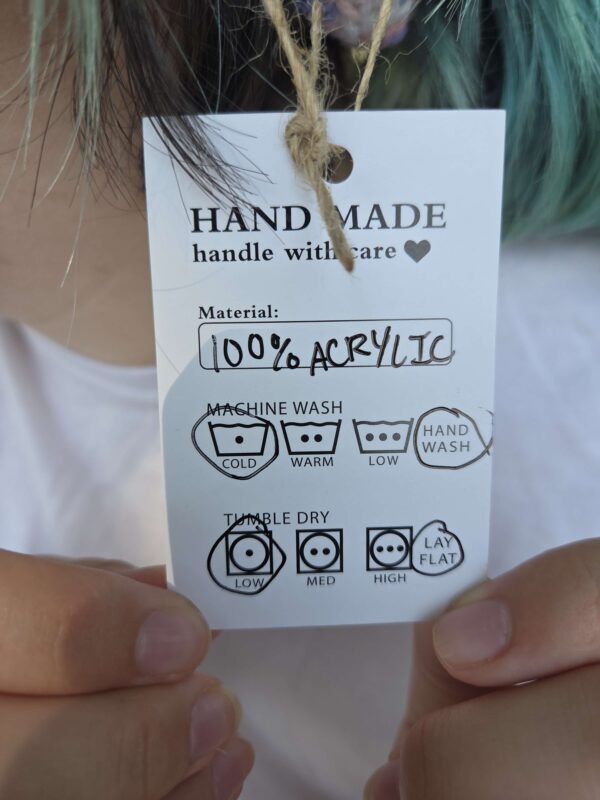 HAND MADE
handle with care
Material:
100% ACRYLIC
MACHINE WASH
COLD WARM LOW HAND WASH
TUMBLE DRY
LOW MED HIGH LAY FLAT